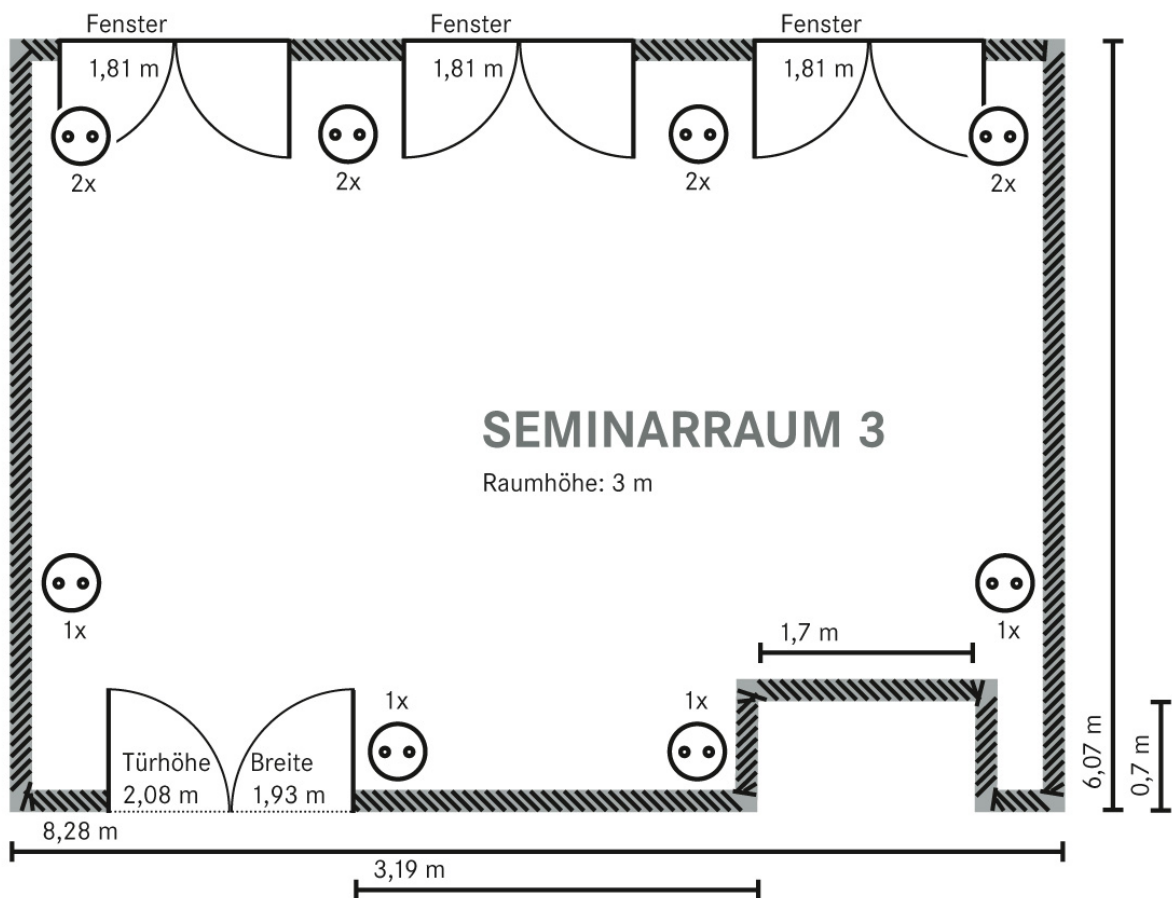 Fenster
Fenster
Fenster
1,81 m
1,81 m
1,81 m
2x
2x
2x
2x
SEMINARRAUM 3
Raumhöhe: 3 m
1x
1x
1,7 m
1x
1x
Türhöhe
2,08 m
Breite
1,93 m
6,07 m
0,7 m
8,28 m
3,19 m